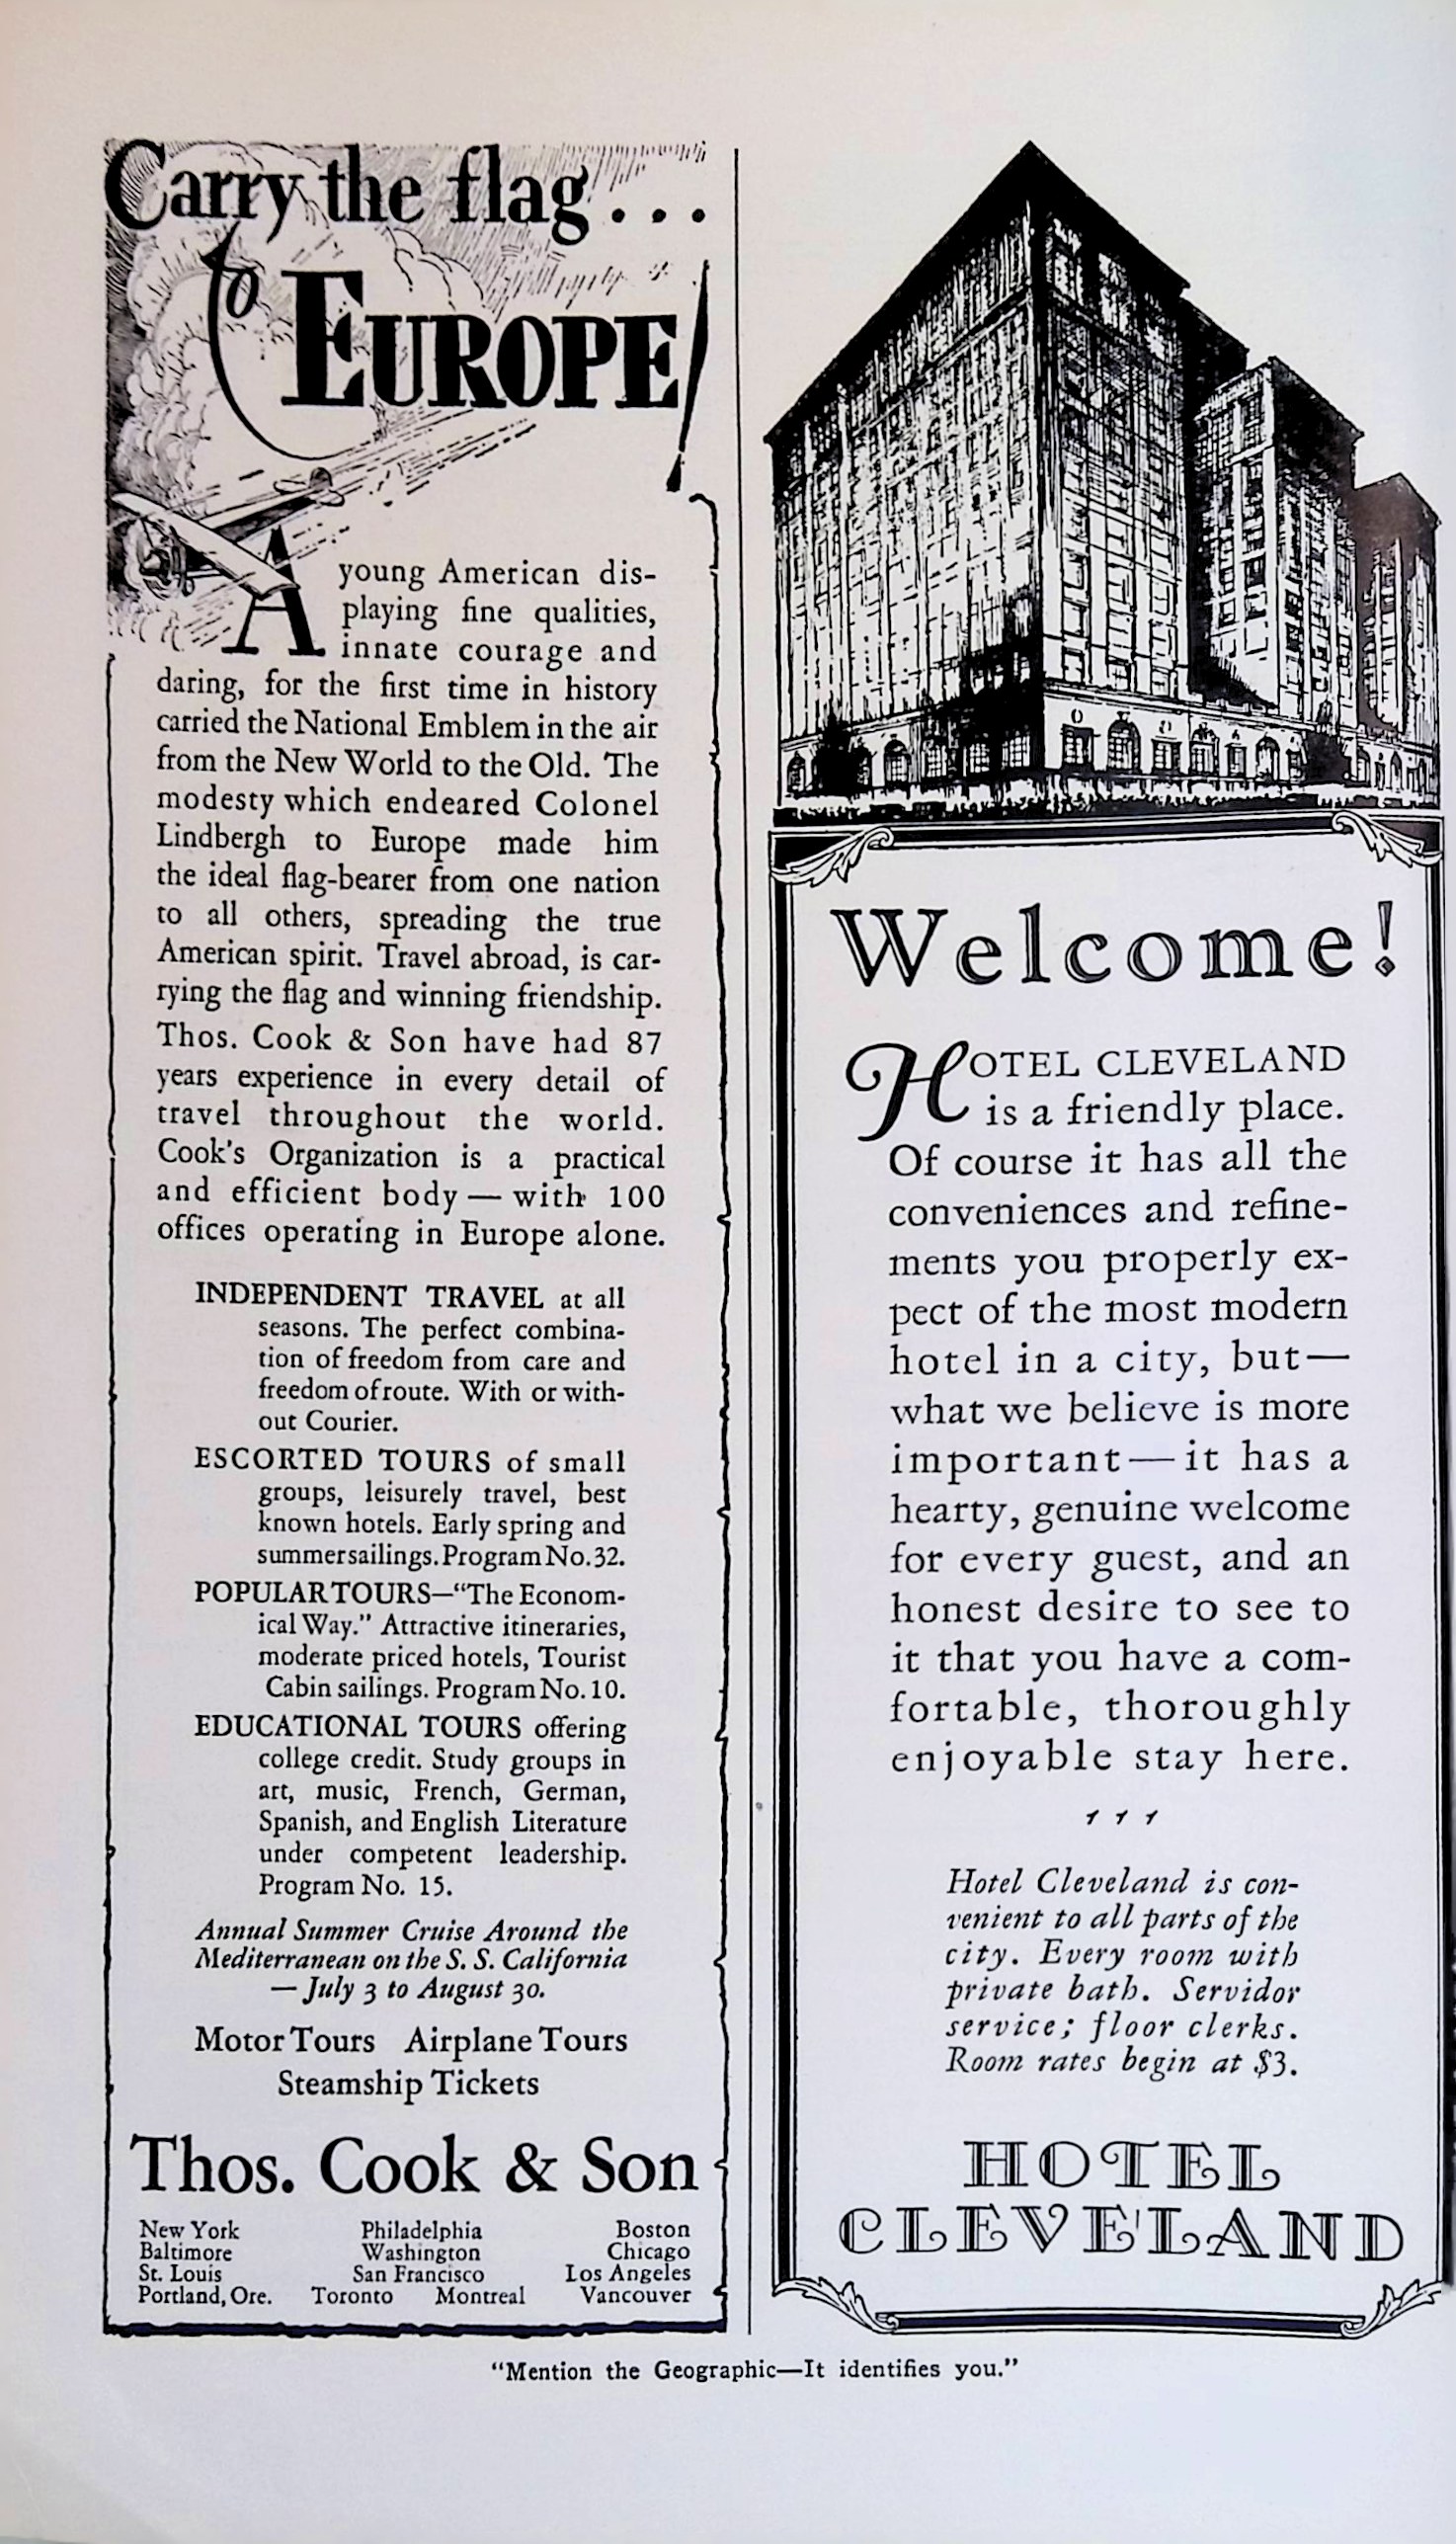 Carry the flag...
to EUROPE!
A young American dis-
playing fine qualities,
innate courage and
daring, for the first time in history
carried the National Emblem in the air
from the New World to the Old. The
modesty which endeared Colonel
Lindbergh to Europe made him
the ideal flag-bearer from one nation
to all others, spreading the true
American spirit. Travel abroad, is car-
rying the flag and winning friendship.
Thos. Cook & Son have had 87
years experience in every detail of
travel throughout the world.
Cook's Organization is a practical
and efficient body — with 100
offices operating in Europe alone.
INDEPENDENT TRAVEL at all
seasons. The perfect combina-
tion of freedom from care and
freedom of route. With or with-
out Courier.
ESCORTED TOURS of small
groups, leisurely travel, best
known hotels. Early spring and
summer sailings. Program No. 32.
POPULAR TOURS—“The Econom-
ical Way.” Attractive itineraries,
moderate priced hotels, Tourist
Cabin sailings. Program No. 10.
EDUCATIONAL TOURS offering
college credit. Study groups in
art, music, French, German,
Spanish, and English Literature
under competent leadership.
Program No. 15.
Annual Summer Cruise Around the
Mediterranean on the S. S. California
— July 3 to August 30.
Motor Tours Airplane Tours
Steamship Tickets
Thos. Cook & Son
New York Philadelphia Boston
Baltimore Washington Chicago
St. Louis San Francisco Los Angeles
Portland, Ore. Toronto Montreal Vancouver
Welcome!
HOTEL CLEVELAND
is a friendly place.
Of course it has all the
conveniences and refine-
ments you properly ex-
pect of the most modern
hotel in a city, but—
what we believe is more
important—it has a
hearty, genuine welcome
for every guest, and an
honest desire to see to
it that you have a com-
fortable, thoroughly
enjoyable stay here.
Hotel Cleveland is con-
venient to all parts of the
city. Every room with
private bath. Servidor
service; floor clerks.
Room rates begin at $3.
HOTEL
CLEVELAND
“Mention the Geographic—It identifies you.”